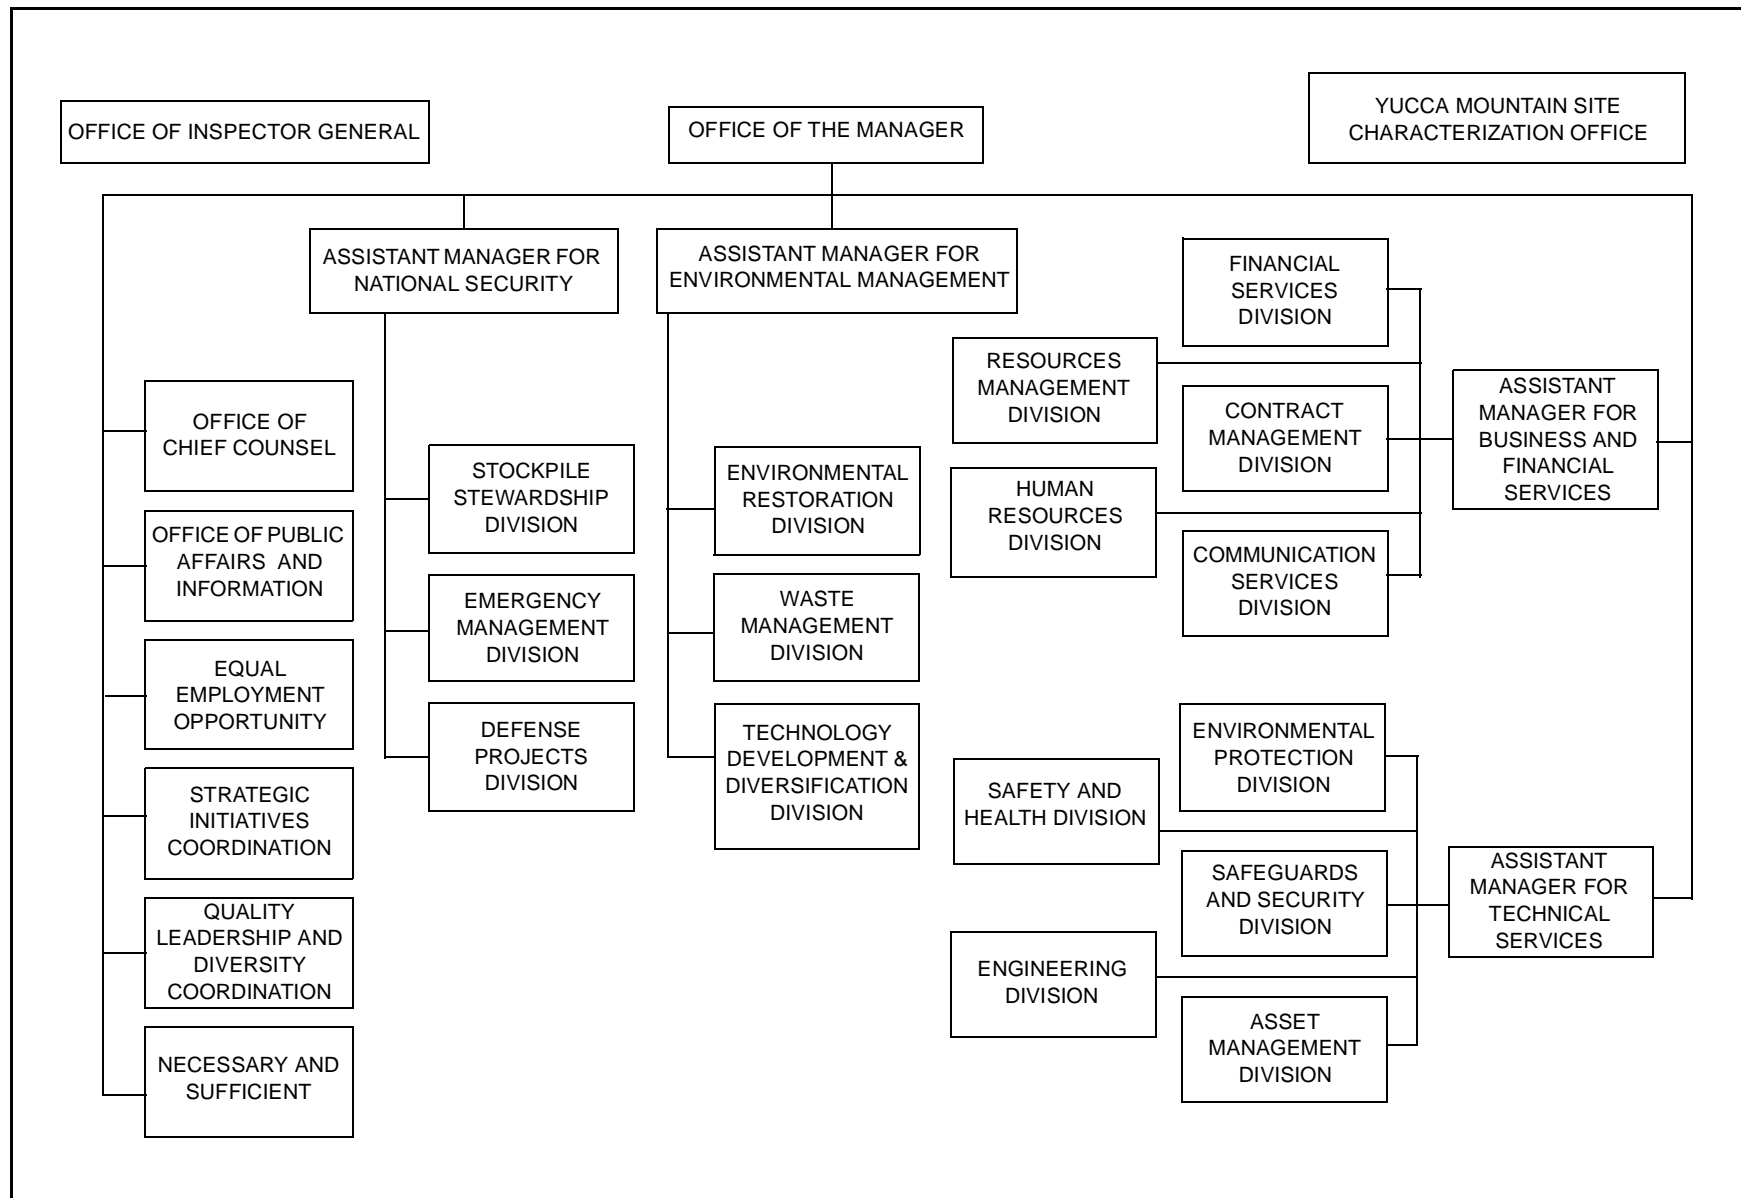 OFFICE OF INSPECTOR GENERAL
OFFICE OF THE MANAGER
YUCCA MOUNTAIN SITE
CHARACTERIZATION OFFICE
ASSISTANT MANAGER FOR
NATIONAL SECURITY
ASSISTANT MANAGER FOR
ENVIRONMENTAL MANAGEMENT
OFFICE OF
CHIEF COUNSEL
OFFICE OF PUBLIC
AFFAIRS AND
INFORMATION
EQUAL
EMPLOYMENT
OPPORTUNITY
STRATEGIC
INITIATIVES
COORDINATION
QUALITY
LEADERSHIP AND
DIVERSITY
COORDINATION
NECESSARY AND
SUFFICIENT
STOCKPILE
STEWARDSHIP
DIVISION
EMERGENCY
MANAGEMENT
DIVISION
DEFENSE
PROJECTS
DIVISION
ENVIRONMENTAL
RESTORATION
DIVISION
WASTE
MANAGEMENT
DIVISION
TECHNOLOGY
DEVELOPMENT &
DIVERSIFICATION
DIVISION
FINANCIAL
SERVICES
DIVISION
RESOURCES
MANAGEMENT
DIVISION
CONTRACT
MANAGEMENT
DIVISION
HUMAN
RESOURCES
DIVISION
COMMUNICATION
SERVICES
DIVISION
ASSISTANT
MANAGER FOR
BUSINESS AND
FINANCIAL
SERVICES
ENVIRONMENTAL
PROTECTION
DIVISION
SAFETY AND
HEALTH DIVISION
SAFEGUARDS
AND SECURITY
DIVISION
ENGINEERING
DIVISION
ASSET
MANAGEMENT
DIVISION
ASSISTANT
MANAGER FOR
TECHNICAL
SERVICES